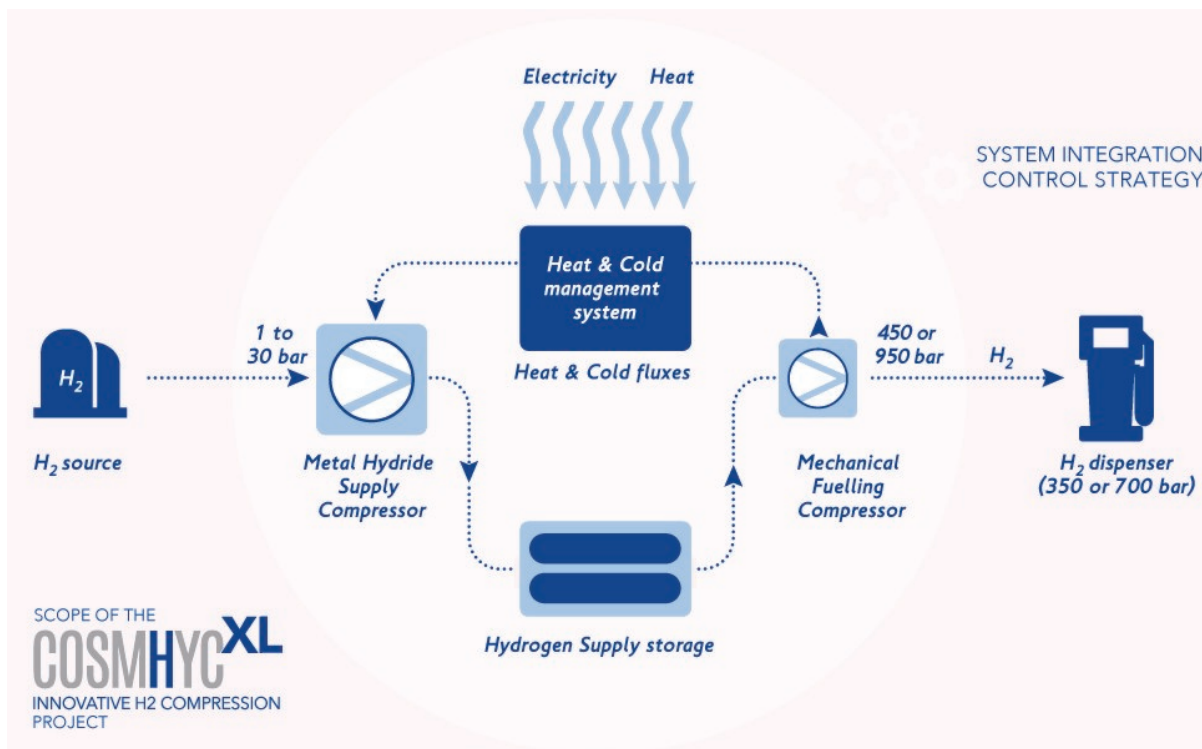 Electricity Heat
SYSTEM INTEGRATION
CONTROL STRATEGY
Heat & Cold
management
system
Heat & Cold fluxes
1 to
30 bar
450 or
950 bar
H₂
H₂
H₂ source
Metal Hydride
Supply
Compressor
Mechanical
Fuelling
Compressor
H₂ dispenser
(350 or 700 bar)
Hydrogen Supply storage
SCOPE OF THE
COSMHYC XL
INNOVATIVE H2 COMPRESSION
PROJECT